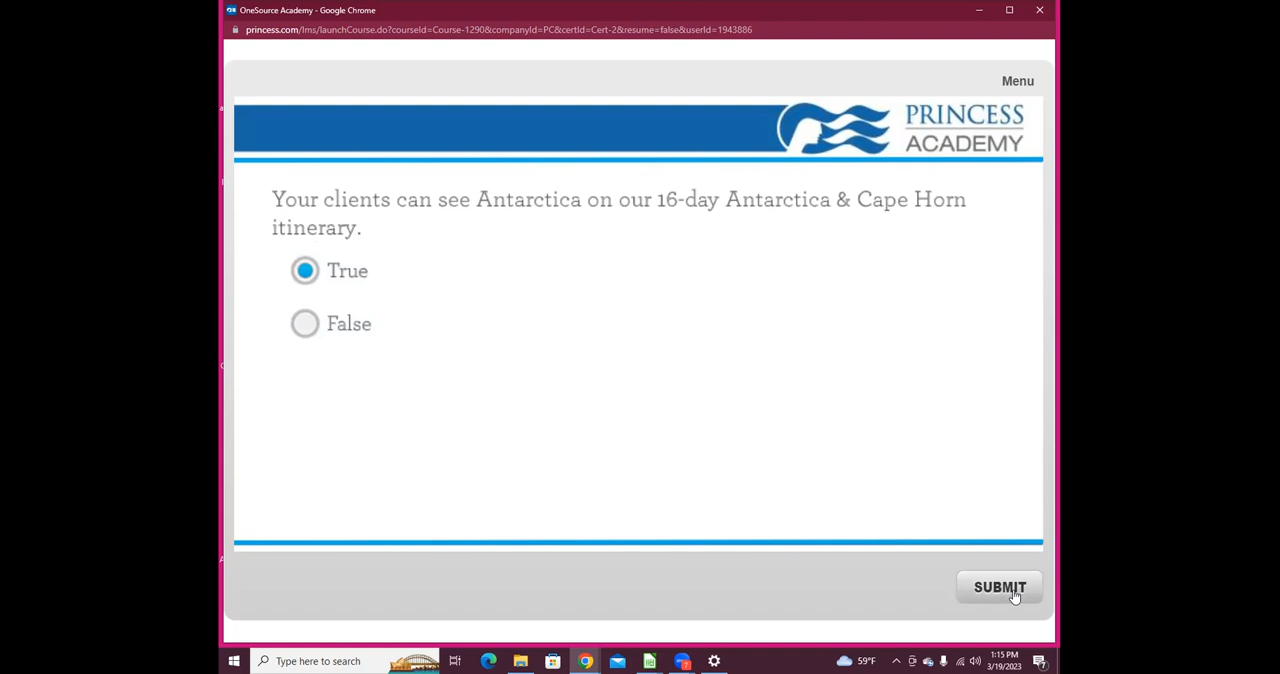 OneSource Academy - Google Chrome
princess.com/lms/launchCourse.do?courseId=Course-1290&companyId=PC&certId=Cert-2&resume=false&userId=1943886
Menu
PRINCESS
ACADEMY
Your clients can see Antarctica on our 16-day Antarctica & Cape Horn
itinerary.
True
False
SUBMIT
Type here to search
59°F
1:15 PM
3/19/2023